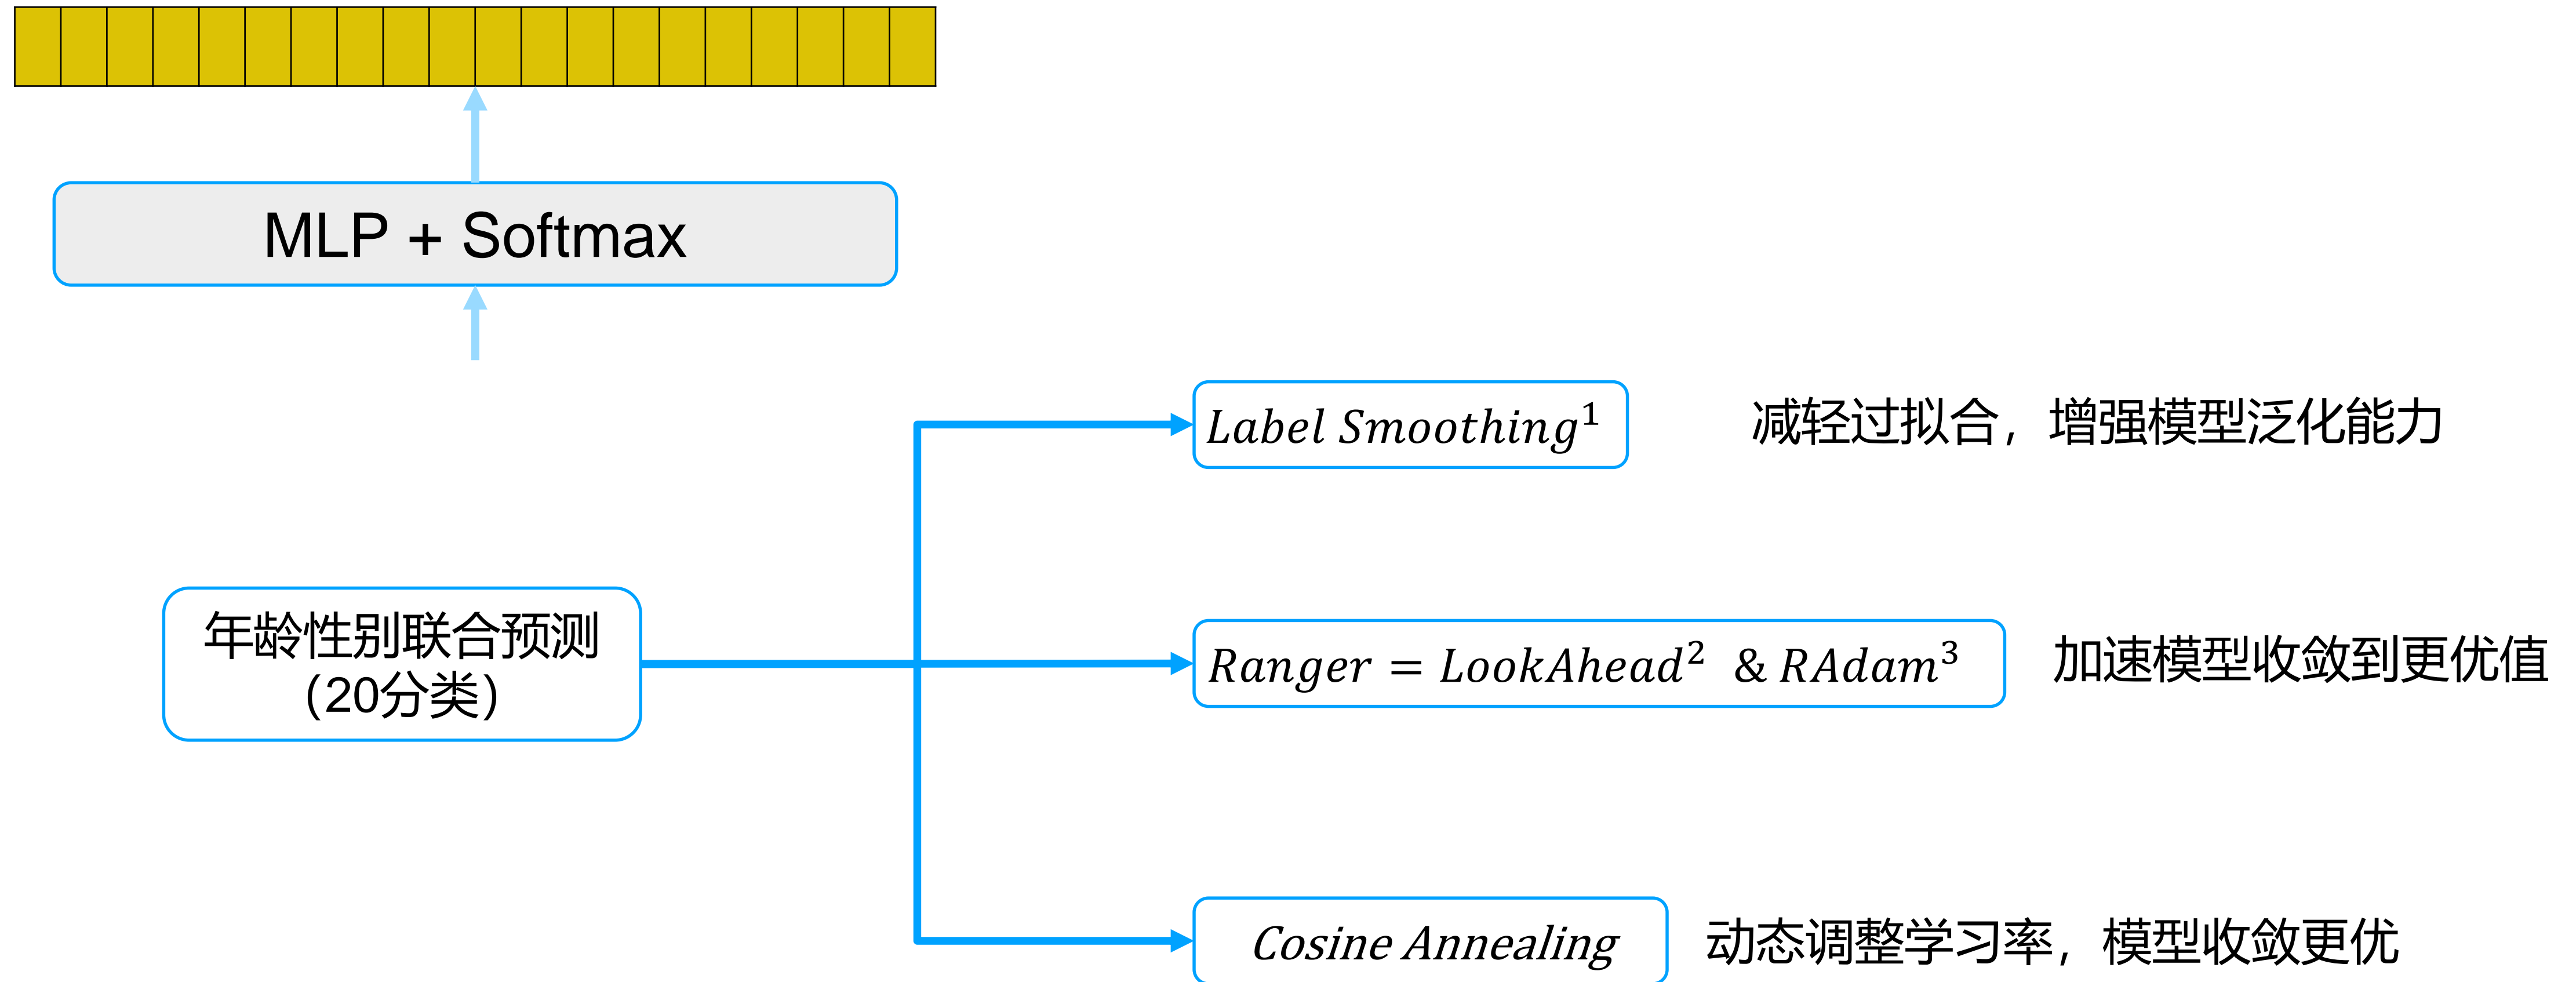 MLP + Softmax
Label Smoothing¹
减轻过拟合，增强模型泛化能力
年龄性别联合预测
(20分类)
Ranger = LookAhead² & RAdam³
加速模型收敛到更优值
Cosine Annealing
动态调整学习率，模型收敛更优